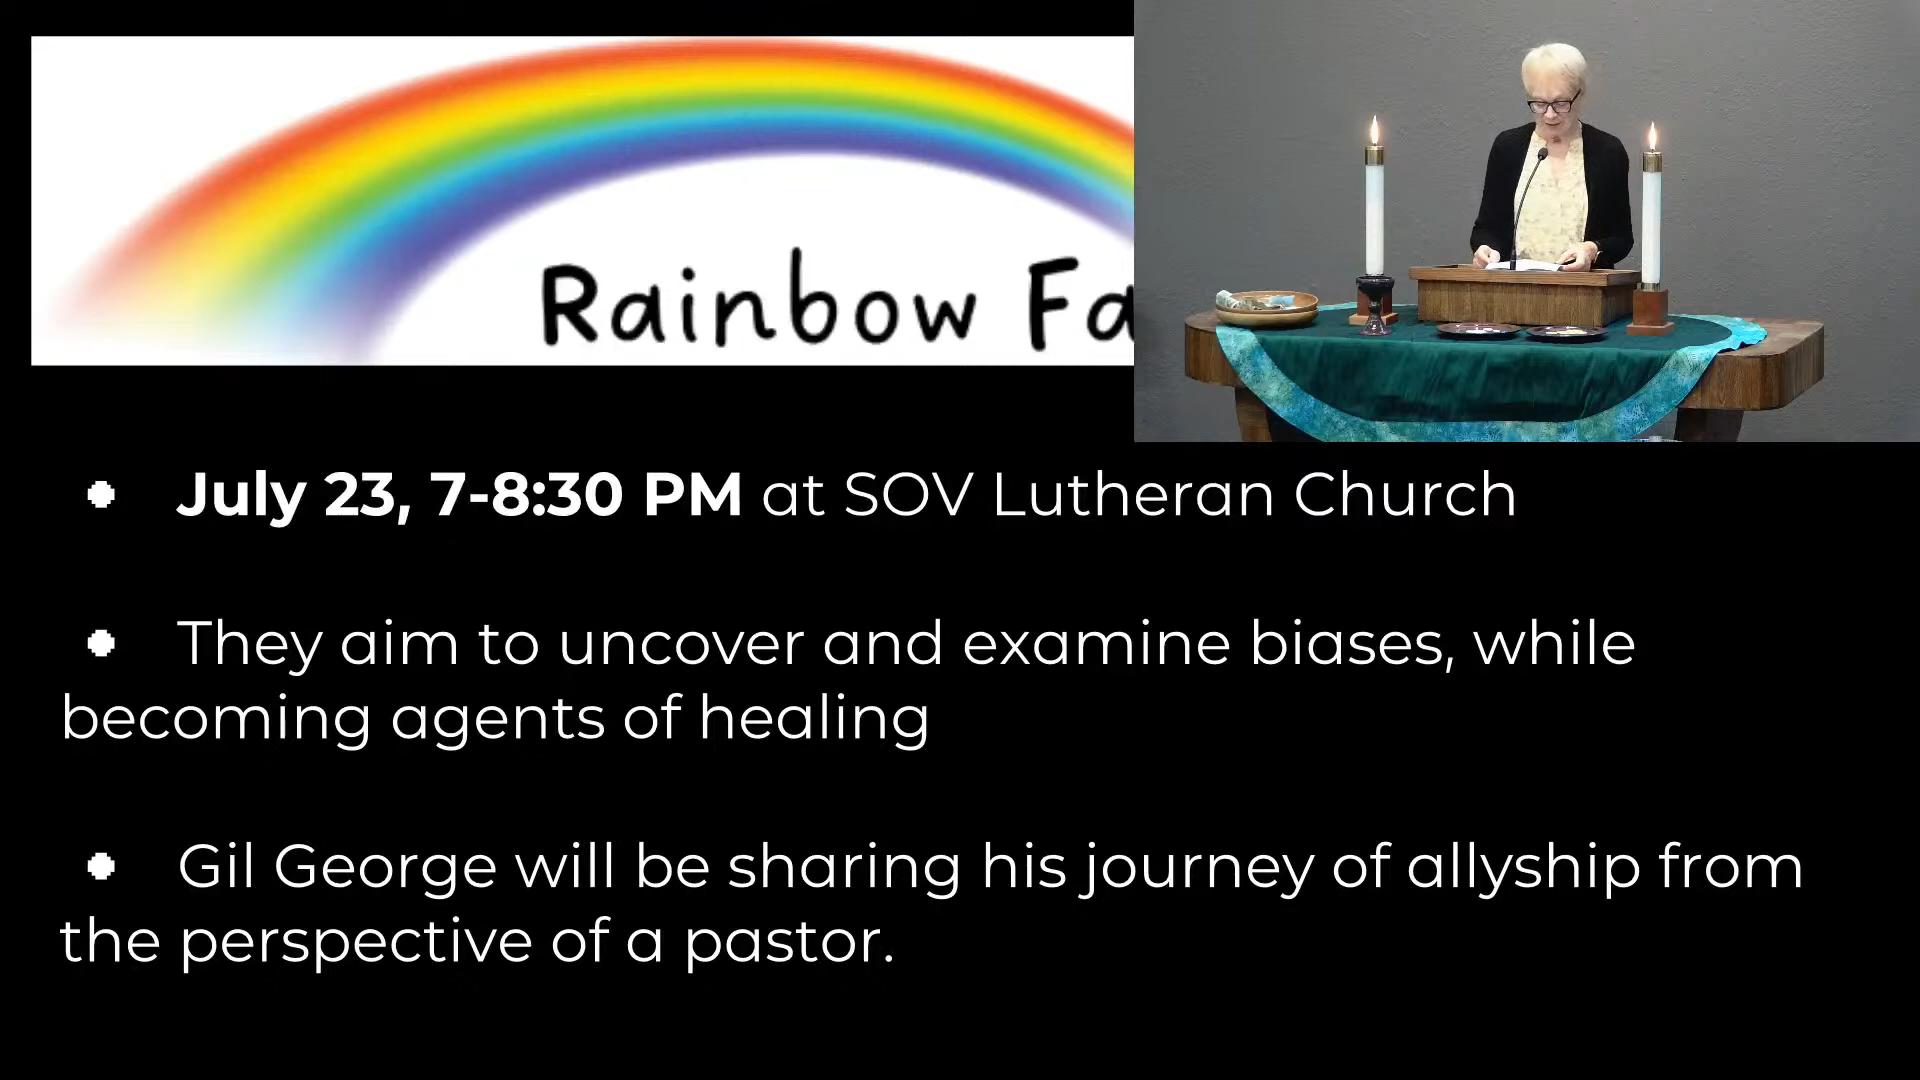 Rainbow Fa
• July 23, 7-8:30 PM at SOV Lutheran Church
• They aim to uncover and examine biases, while
becoming agents of healing
• Gil George will be sharing his journey of allyship from
the perspective of a pastor.